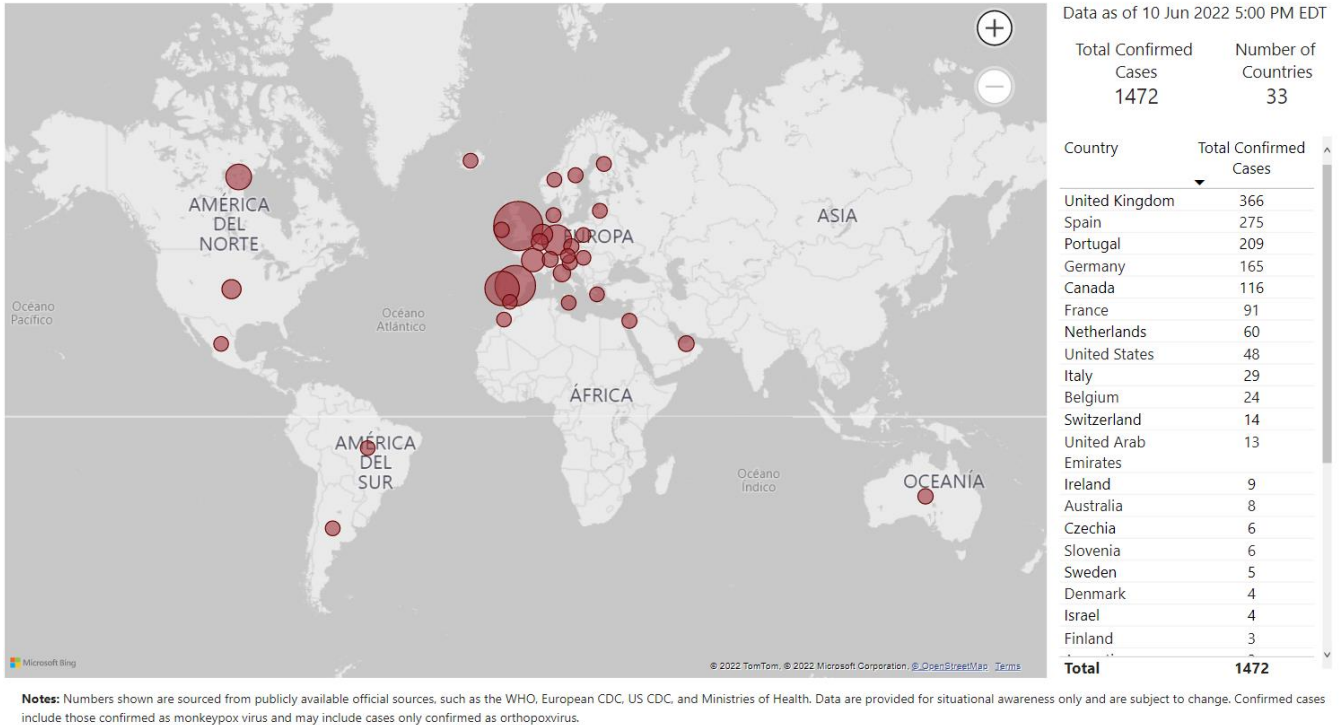 AMÉRICA
DEL
NORTE
EUROPA
ASIA
Océano
Pacífico
Océano
Atlántico
ÁFRICA
AMÉRICA
DEL
SUR
Océano
Índico
OCEANÍA
Microsoft Bing
© 2022 TomTom, © 2022 Microsoft Corporation, © OpenStreetMap Terms
Data as of 10 Jun 2022 5:00 PM EDT
Total Confirmed
Cases
1472
Number of
Countries
33
Country Total Confirmed
Cases
United Kingdom 366
Spain 275
Portugal 209
Germany 165
Canada 116
France 91
Netherlands 60
United States 48
Italy 29
Belgium 24
Switzerland 14
United Arab 13
Emirates
Ireland 9
Australia 8
Czechia 6
Slovenia 6
Sweden 5
Denmark 4
Israel 4
Finland 3
Total 1472
Notes: Numbers shown are sourced from publicly available official sources, such as the WHO, European CDC, US CDC, and Ministries of Health. Data are provided for situational awareness only and are subject to change. Confirmed cases
include those confirmed as monkeypox virus and may include cases only confirmed as orthopoxvirus.